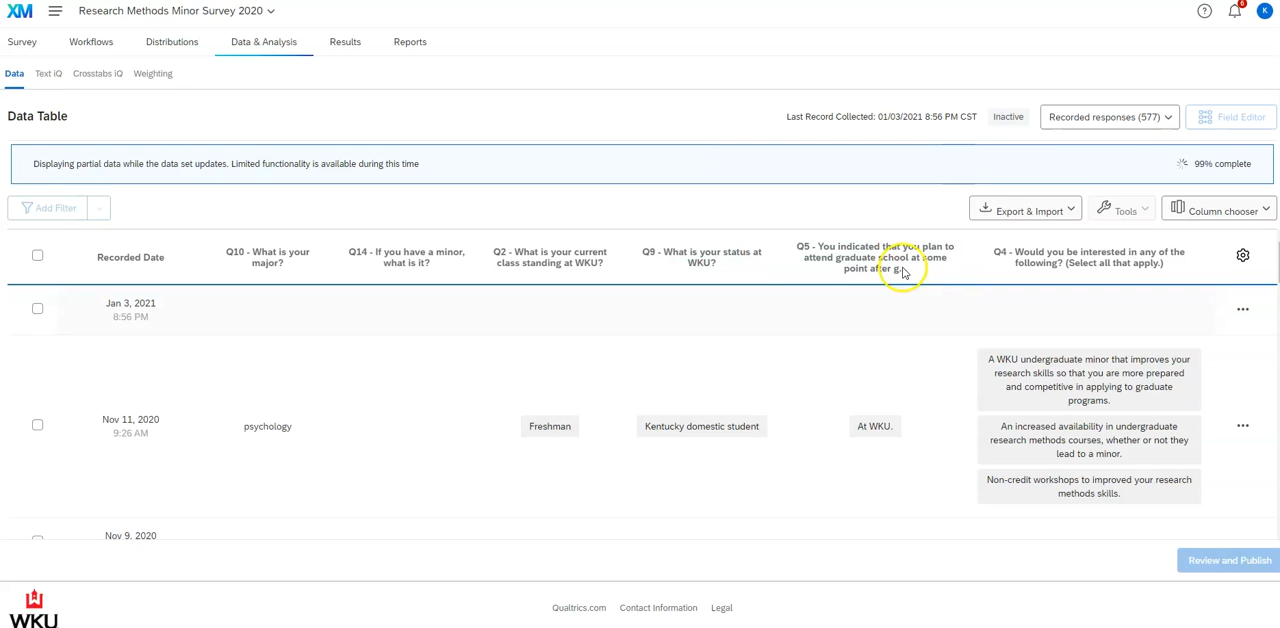 XM
Research Methods Minor Survey 2020
?
6
K
Survey
Workflows
Distributions
Data & Analysis
Results
Reports
Data
Text iQ
Crosstabs iQ
Weighting
Data Table
Last Record Collected: 01/03/2021 8:56 PM CST
Inactive
Recorded responses (577)
Field Editor
Displaying partial data while the data set updates. Limited functionality is available during this time
99% complete
Add Filter
Export & Import
Tools
Column chooser
Recorded Date
Q10 - What is your
major?
Q14 - If you have a minor,
what is it?
Q2 - What is your current
class standing at WKU?
Q9 - What is your status at
WKU?
Q5 - You indicated that you plan to
attend graduate school at some
point after g...
Q4 - Would you be interested in any of the
following? (Select all that apply.)
Jan 3, 2021
8:56 PM
Nov 11, 2020
9:26 AM
psychology
Freshman
Kentucky domestic student
At WKU.
A WKU undergraduate minor that improves your
research skills so that you are more prepared
and competitive in applying to graduate
programs.
An increased availability in undergraduate
research methods courses, whether or not they
lead to a minor.
Non-credit workshops to improved your research
methods skills.
Nov 9, 2020
Review and Publish
WKU
Qualtrics.com
Contact Information
Legal